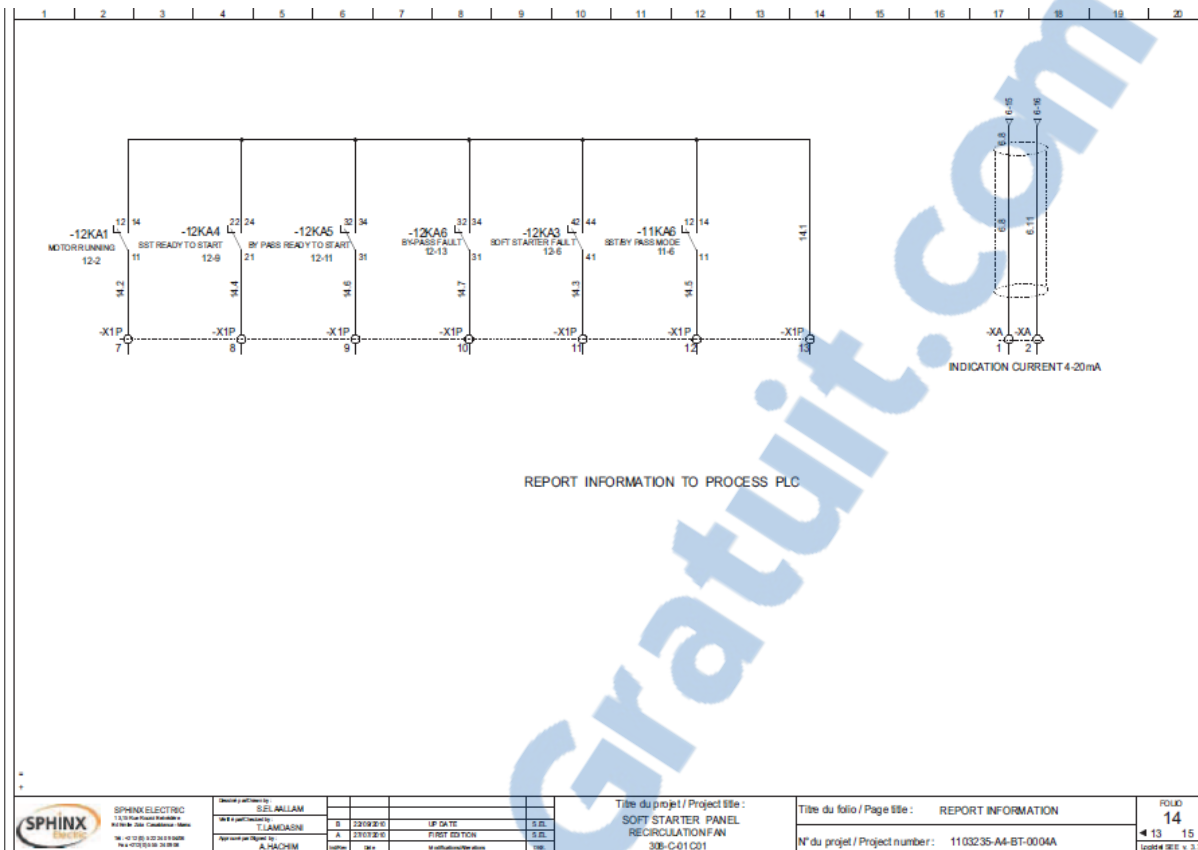 1 2 3 4 5 6 7 8 9 10 11 12 13 14 15 16 17 18 19 20
6-15 6-16
6.8
12 14 22 24 32 34 32 34 42 44 12 14
-12KA1 -12KA4 -12KA5 -12KA6 -12KA3 -11KA6
MOTOR RUNNING SST READY TO START BY PASS READY TO START BY-PASS FAULT SOFT STARTER FAULT SST/BY PASS MODE
12-2 12-9 12-11 12-13 12-6 11-6
11 21 31 31 41 11
14.1 6.8 6.11
14.2 14.4 14.6 14.7 14.3 14.5
-X1P -X1P -X1P -X1P -X1P -X1P -X1P -XA -XA
7 8 9 10 11 12 13 1 2
INDICATION CURRENT 4-20mA
REPORT INFORMATION TO PROCESS PLC
Gratuit.com
=
+
SPHINX
Electric
SPHINX ELECTRIC
S.EL AALLAM
T.LAMDASNI
A.HACHIM
B 22/09/2010 UP DATE S.EL
A 27/07/2010 FIRST EDITION S.EL
Titre du projet / Project title :
SOFT STARTER PANEL
RECIRCULATION FAN
308-C-01 C01
Titre du folio / Page title : REPORT INFORMATION
N° du projet / Project number : 1103235-A4-BT-0004A
FOLIO
14
13 15